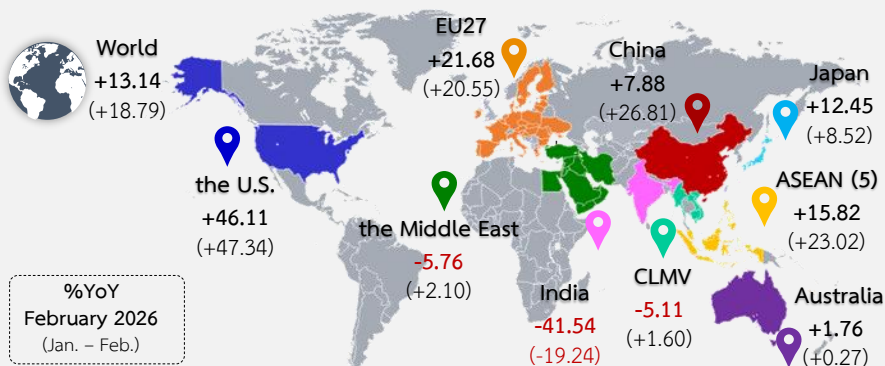 World
+13.14
(+18.79)
EU27
+21.68
(+20.55)
China
+7.88
(+26.81)
Japan
+12.45
(+8.52)
the U.S.
+46.11
(+47.34)
the Middle East
-5.76
(+2.10)
ASEAN (5)
+15.82
(+23.02)
India
-41.54
(-19.24)
CLMV
-5.11
(+1.60)
Australia
+1.76
(+0.27)
%YoY
February 2026
(Jan. – Feb.)